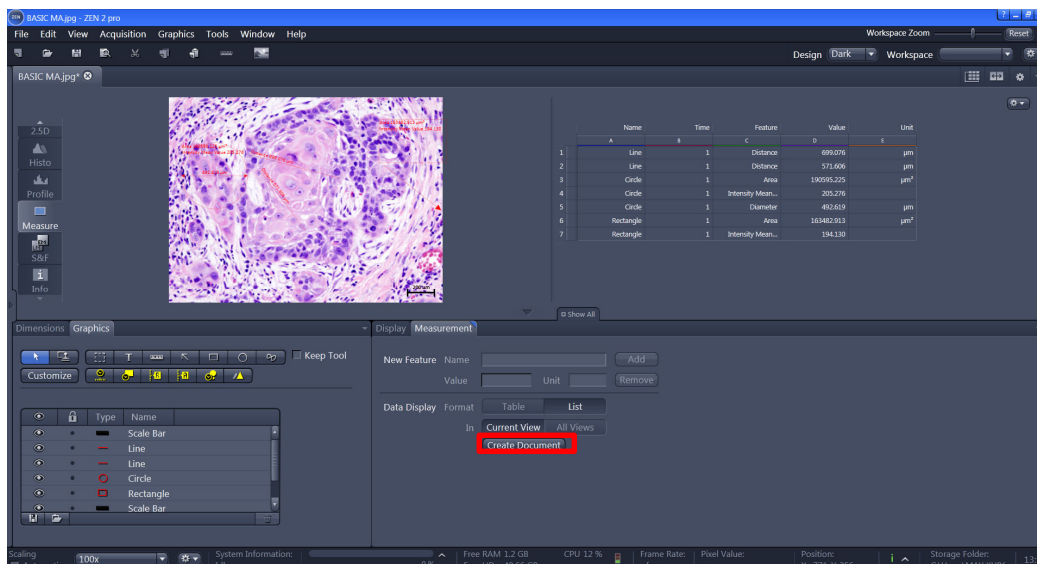 ZEN BASIC MA.jpg - ZEN 2 pro
File Edit View Acquisition Graphics Tools Window Help
Workspace Zoom Reset
Design Dark Workspace
BASIC MA.jpg*
2.5D
Histo
Profile
Measure
S&F
Info
Name Time Feature Value Unit
A B C D E
1 Line 1 Distance 699.076 µm
2 Line 1 Distance 571.606 µm
3 Circle 1 Area 190595.225 µm²
4 Circle 1 Intensity Mean... 205.276
5 Circle 1 Diameter 492.619 µm
6 Rectangle 1 Area 163482.913 µm²
7 Rectangle 1 Intensity Mean... 194.130
Show All
Dimensions Graphics
Keep Tool
Customize
Type Name
Scale Bar
Line
Line
Circle
Rectangle
Scale Bar
Display Measurement
New Feature Name Add
Value Unit Remove
Data Display Format Table List
In Current View All Views
Create Document
Scaling 100x System Information: Free RAM 1.2 GB CPU 12 % Frame Rate: Pixel Value: Position: Storage Folder: